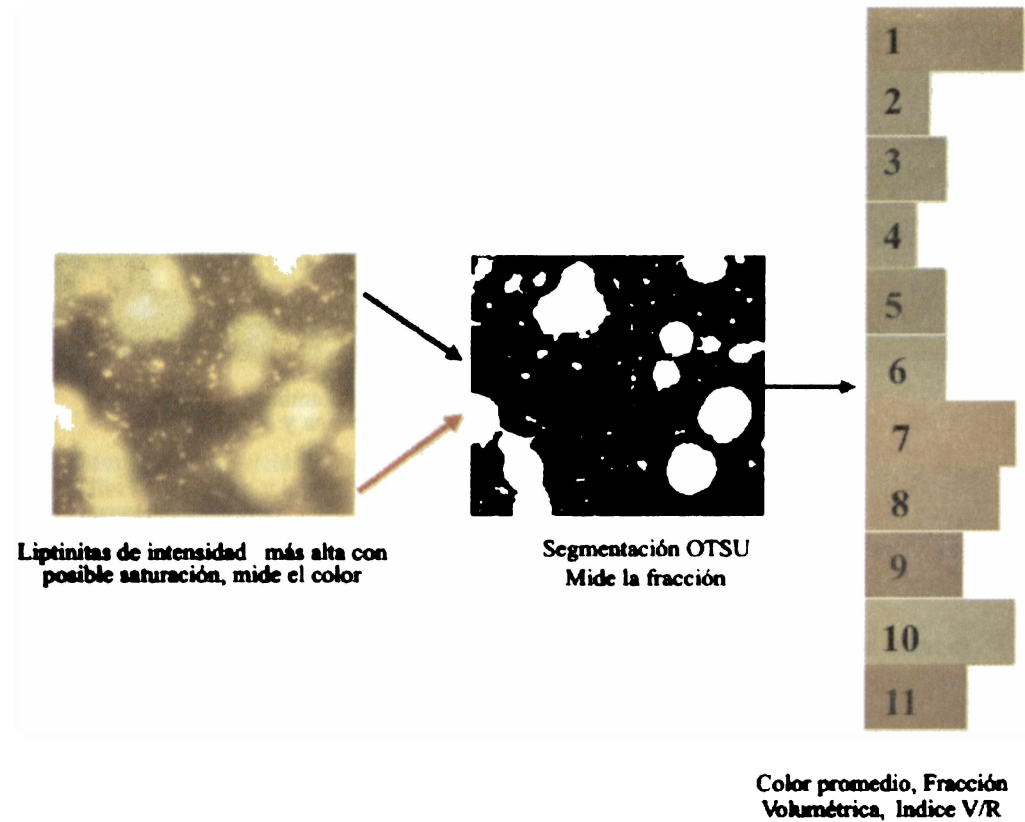 1
2
3
4
5
6
7
8
9
10
11
Liptinitas de intensidad más alta con
posible saturación, mide el color
Segmentación OTSU
Mide la fracción
Color promedio, Fracción
Volumétrica, Indice V/R